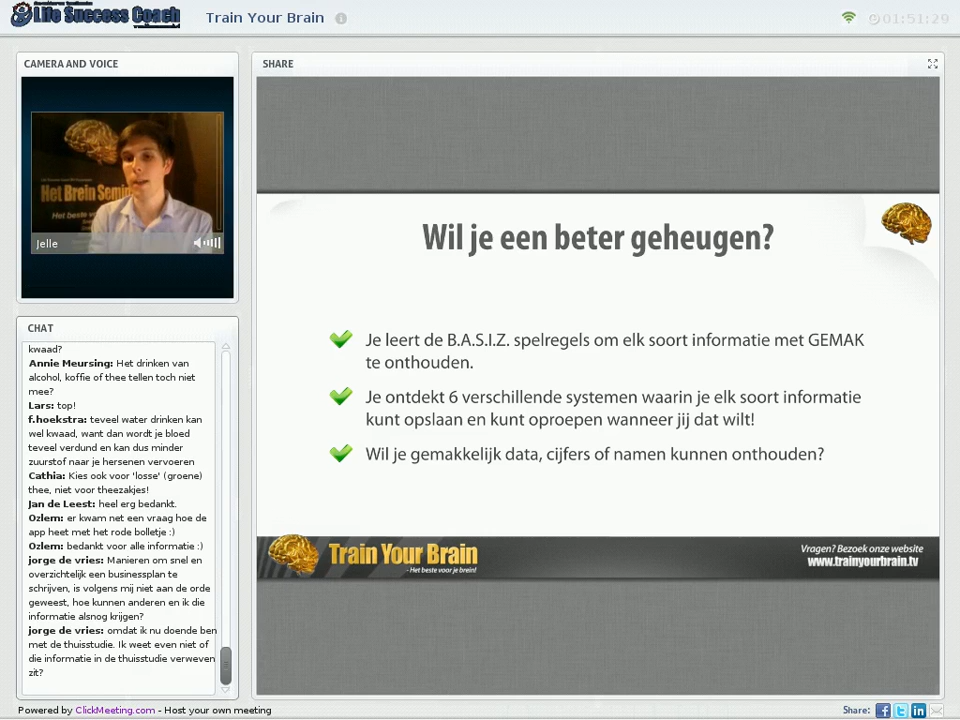 Life Success Coach
Train Your Brain
01:51:29
CAMERA AND VOICE
SHARE
Het Brein Semin
Jelle
Wil je een beter geheugen?
Je leert de B.A.S.I.Z. spelregels om elk soort informatie met GEMAK
te onthouden.
Je ontdekt 6 verschillende systemen waarin je elk soort informatie
kunt opslaan en kunt oproepen wanneer jij dat wilt!
Wil je gemakkelijk data, cijfers of namen kunnen onthouden?
Train Your Brain
- Het beste voor je brein!
Vragen? Bezoek onze website
www.trainyourbrain.tv
CHAT
kwaad?
Annie Meursing: Het drinken van
alcohol, koffie of thee tellen toch niet
mee?
Lars: top!
f.hoekstra: teveel water drinken kan
wel kwaad, want dan wordt je bloed
teveel verdund en kan dus minder
zuurstof naar je hersenen vervoeren
Cathia: Kies ook voor 'losse' (groene)
thee, niet voor theezakjes!
Jan de Leest: heel erg bedankt.
Ozlem: er kwam net een vraag hoe de
app heet met het rode bolletje :)
Ozlem: bedankt voor alle informatie :)
jorge de vries: Manieren om snel en
overzichtelijk een businessplan te
schrijven, is volgens mij niet aan de orde
geweest, hoe kunnen anderen en ik die
informatie alsnog krijgen?
jorge de vries: omdat ik nu doende ben
met de thuisstudie. Ik weet even niet of
die informatie in de thuisstudie verweven
zit?
Powered by ClickMeeting.com - Host your own meeting
Share: